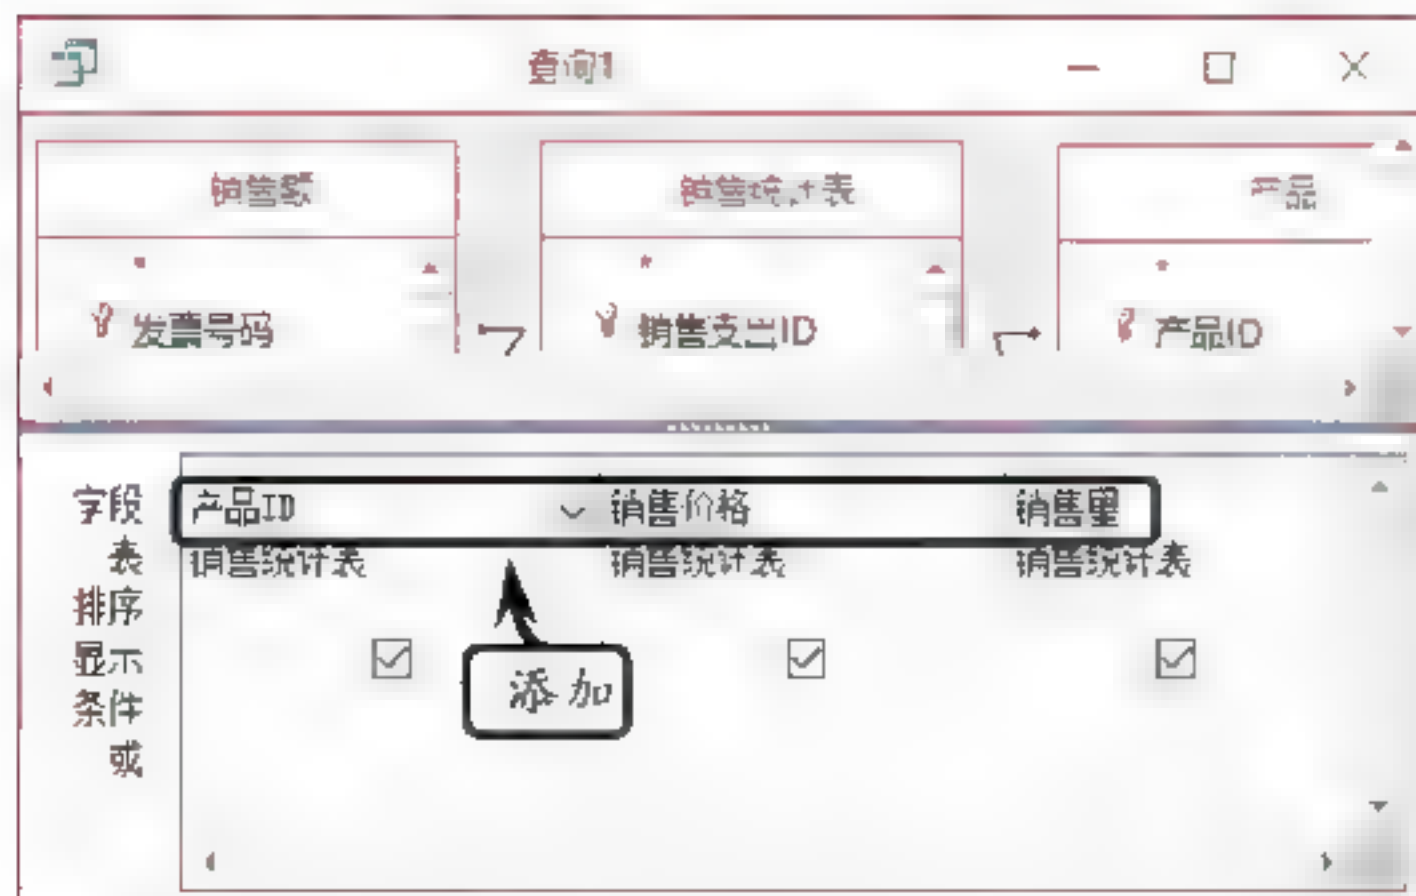 查询1
销售额 销售统计表 产品
* * *
发票号码 销售支出ID 产品ID
字段 产品ID 销售价格 销售量
表 销售统计表 销售统计表 销售统计表
排序
显示
条件
或
添加